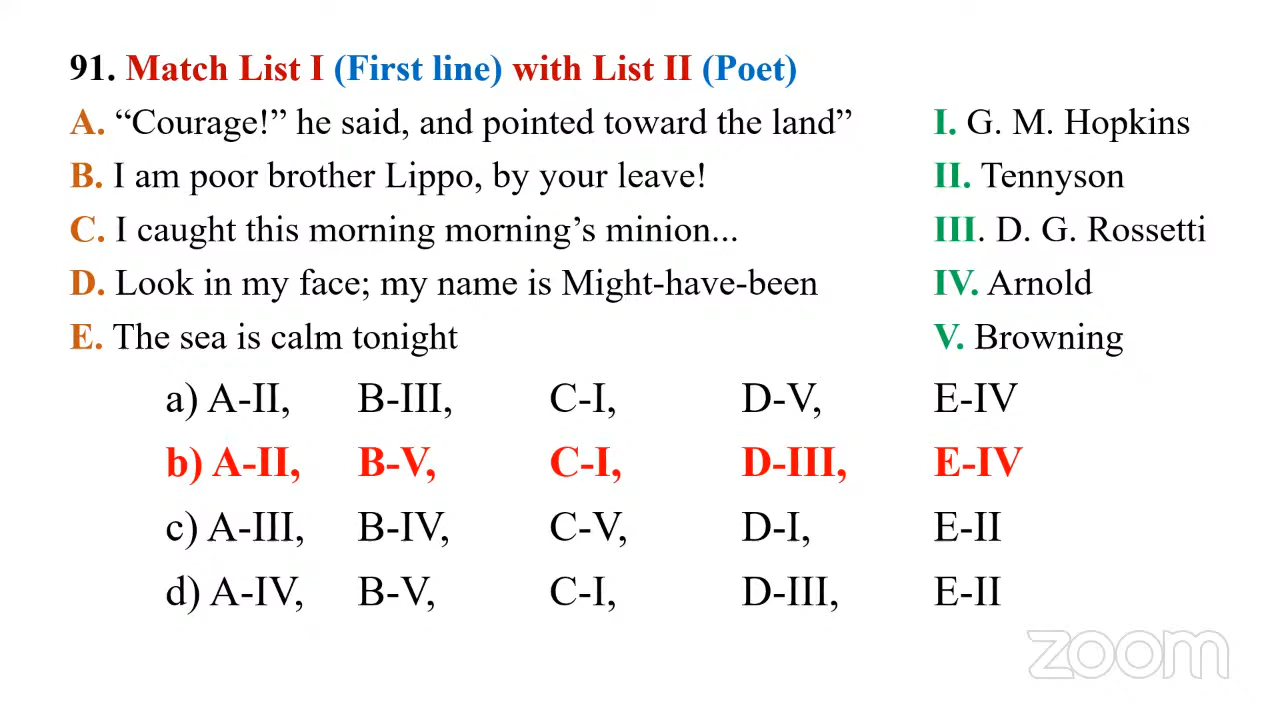 91. Match List I (First line) with List II (Poet)
A. “Courage!” he said, and pointed toward the land” I. G. M. Hopkins
B. I am poor brother Lippo, by your leave! II. Tennyson
C. I caught this morning morning’s minion... III. D. G. Rossetti
D. Look in my face; my name is Might-have-been IV. Arnold
E. The sea is calm tonight V. Browning
a) A-II, B-III, C-I, D-V, E-IV
b) A-II, B-V, C-I, D-III, E-IV
c) A-III, B-IV, C-V, D-I, E-II
d) A-IV, B-V, C-I, D-III, E-II
zoom